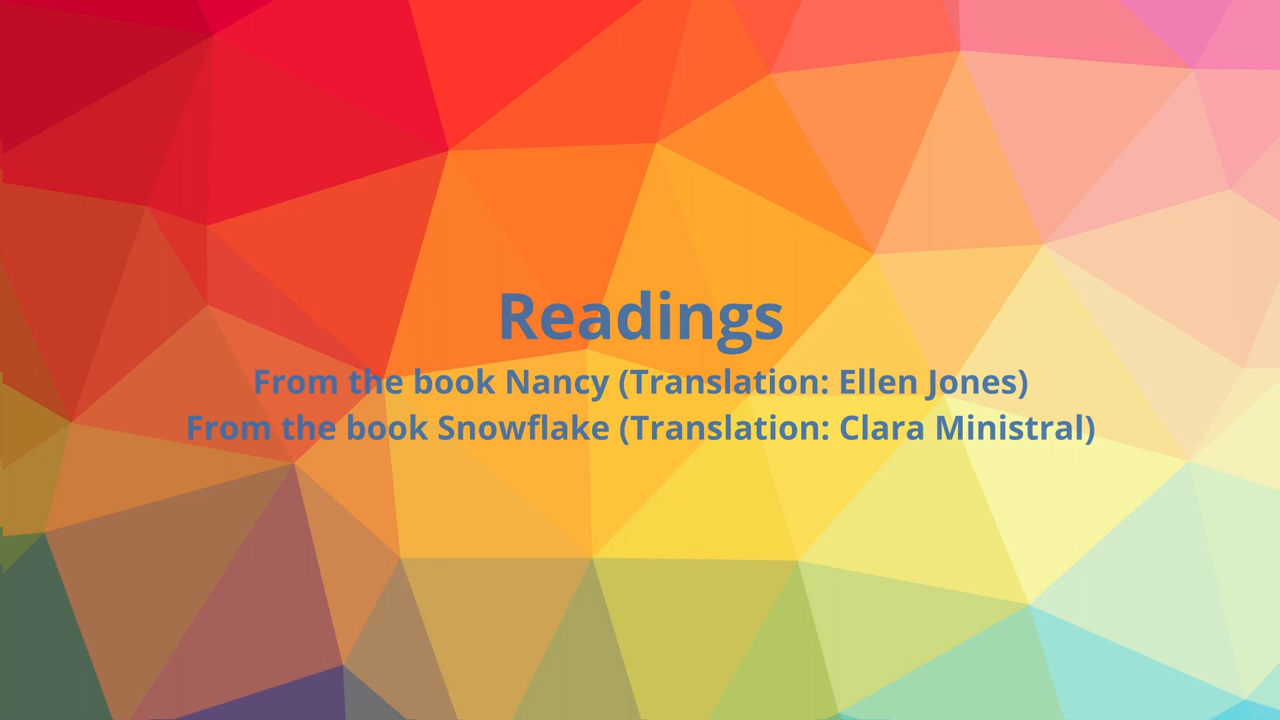 Readings
From the book Nancy (Translation: Ellen Jones)
From the book Snowflake (Translation: Clara Ministral)